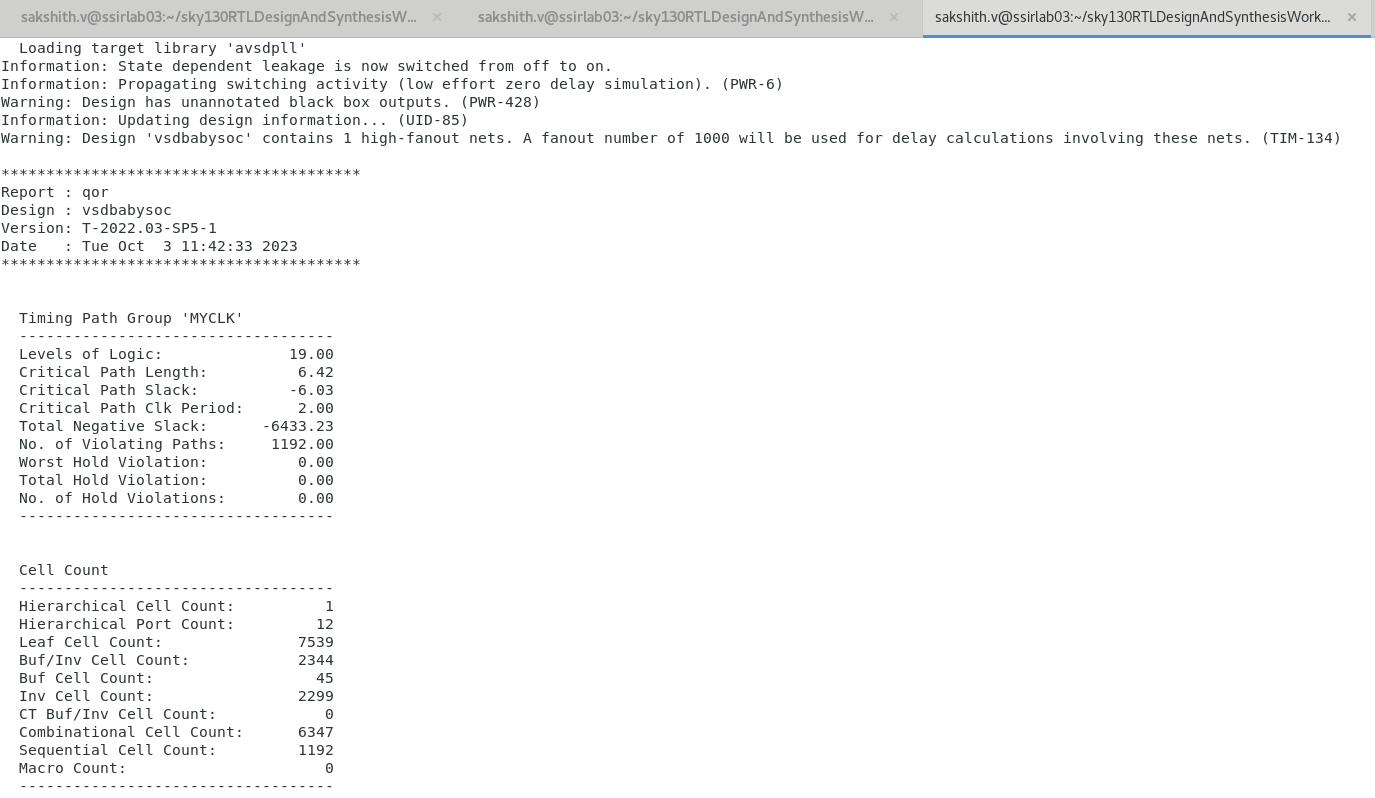 sakshith.v@ssirlab03:~/sky130RTLDesignAndSynthesisW... × sakshith.v@ssirlab03:~/sky130RTLDesignAndSynthesisW... × sakshith.v@ssirlab03:~/sky130RTLDesignAndSynthesisWork... ×
  Loading target library 'avsdpll'
Information: State dependent leakage is now switched from off to on.
Information: Propagating switching activity (low effort zero delay simulation). (PWR-6)
Warning: Design has unannotated black box outputs. (PWR-428)
Information: Updating design information... (UID-85)
Warning: Design 'vsdbabysoc' contains 1 high-fanout nets. A fanout number of 1000 will be used for delay calculations involving these nets. (TIM-134)
****************************************
Report : qor
Design : vsdbabysoc
Version: T-2022.03-SP5-1
Date   : Tue Oct  3 11:42:33 2023
****************************************
  Timing Path Group 'MYCLK'
  -----------------------------------
  Levels of Logic:              19.00
  Critical Path Length:          6.42
  Critical Path Slack:          -6.03
  Critical Path Clk Period:      2.00
  Total Negative Slack:      -6433.23
  No. of Violating Paths:     1192.00
  Worst Hold Violation:          0.00
  Total Hold Violation:          0.00
  No. of Hold Violations:        0.00
  -----------------------------------
  Cell Count
  -----------------------------------
  Hierarchical Cell Count:          1
  Hierarchical Port Count:         12
  Leaf Cell Count:               7539
  Buf/Inv Cell Count:            2344
  Buf Cell Count:                  45
  Inv Cell Count:                2299
  CT Buf/Inv Cell Count:            0
  Combinational Cell Count:      6347
  Sequential Cell Count:         1192
  Macro Count:                      0
  -----------------------------------